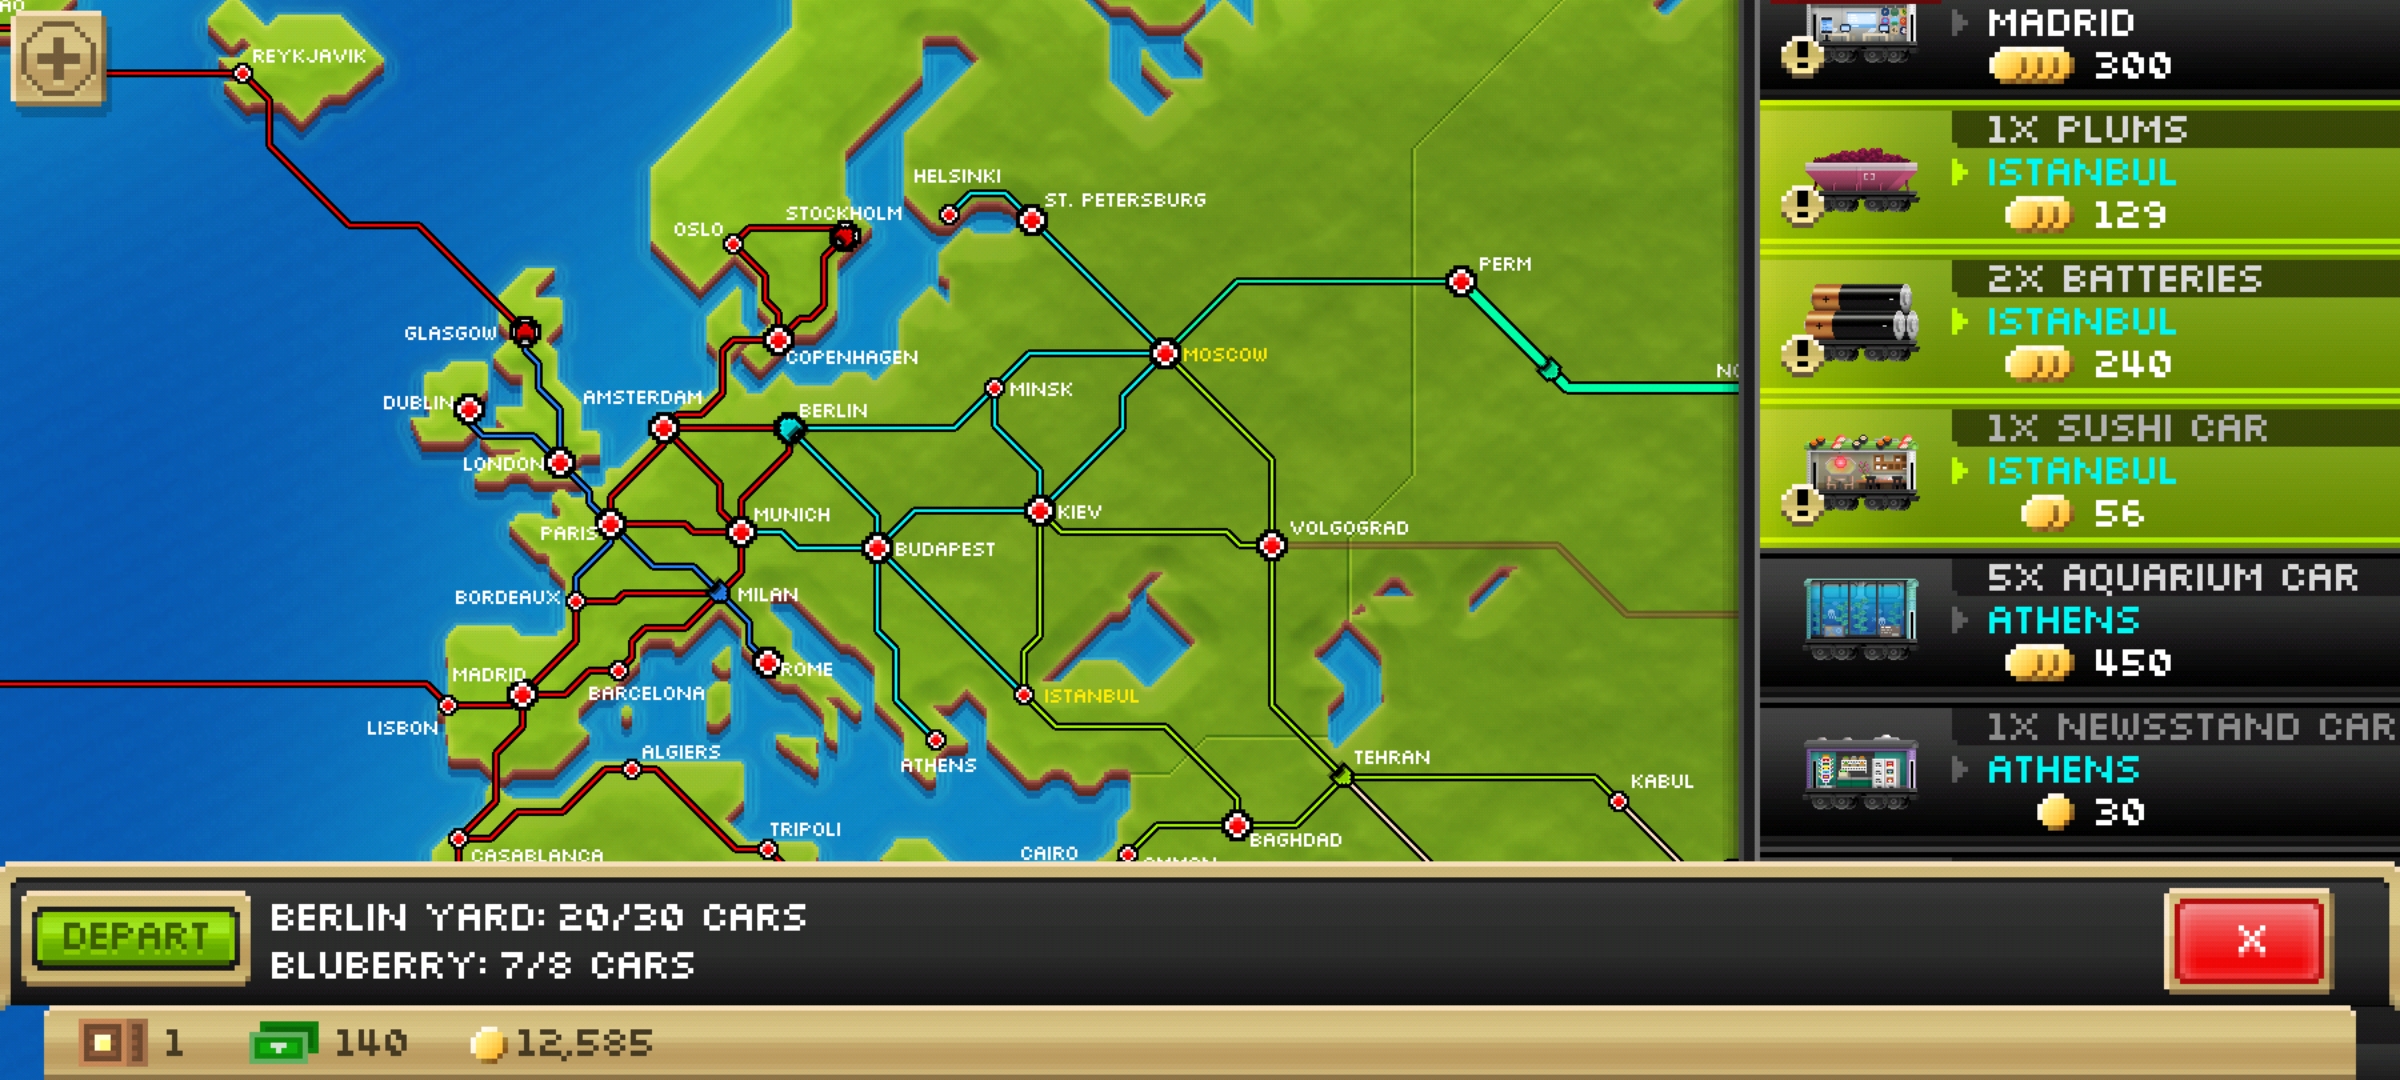 REYKJAVIK
HELSINKI
ST. PETERSBURG
STOCKHOLM
OSLO
PERM
GLASGOW
COPENHAGEN
MOSCOW
MINSK
DUBLIN
AMSTERDAM
BERLIN
LONDON
MUNICH
KIEV
VOLGOGRAD
PARIS
BUDAPEST
BORDEAUX
MILAN
MADRID
ROME
BARCELONA
ISTANBUL
LISBON
ALGIERS
ATHENS
TEHRAN
KABUL
TRIPOLI
BAGHDAD
CASABLANCA
CAIRO
MADRID
300
1X PLUMS
ISTANBUL
129
2X BATTERIES
ISTANBUL
240
1X SUSHI CAR
ISTANBUL
56
5X AQUARIUM CAR
ATHENS
450
1X NEWSSTAND CAR
ATHENS
30
DEPART
BERLIN YARD: 20/30 CARS
BLUBERRY: 7/8 CARS
X
1
140
12,585